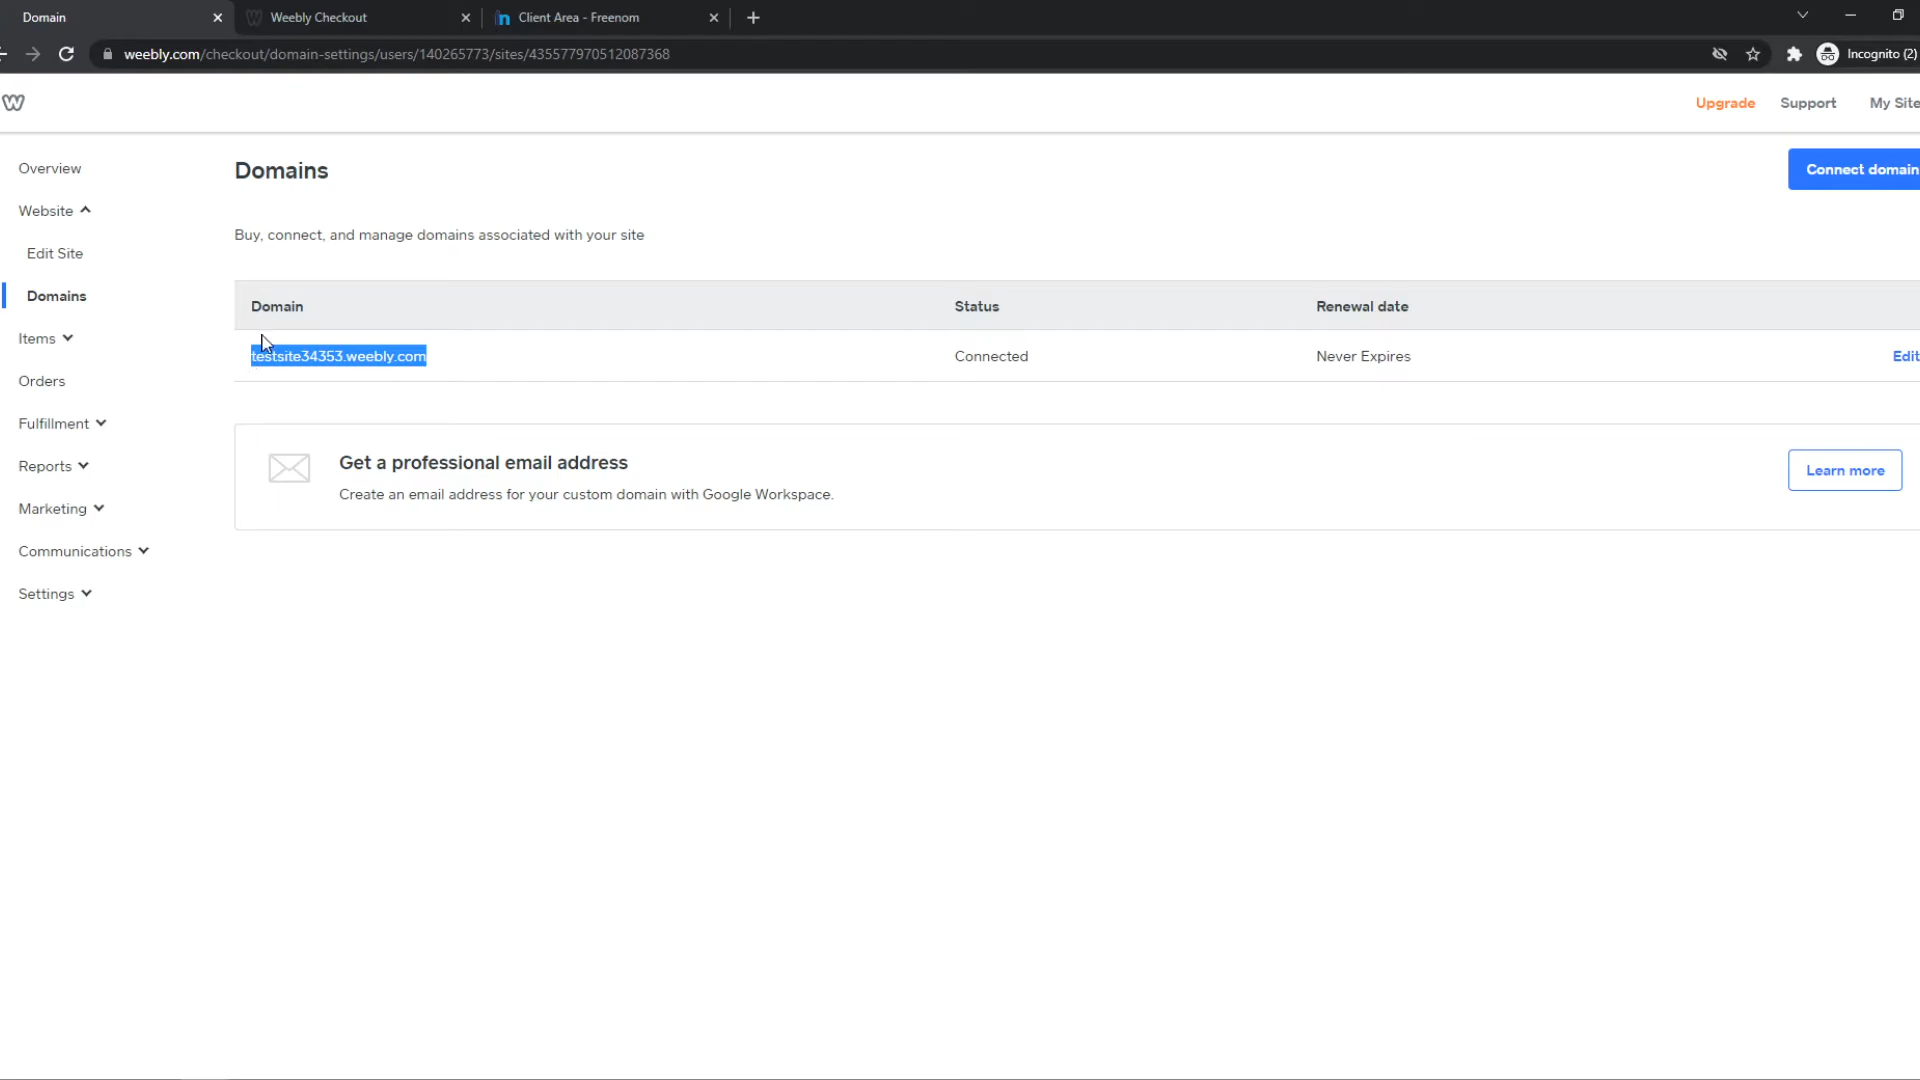 Domain
Weebly Checkout
Client Area - Freenom
weebly.com/checkout/domain-settings/users/140265773/sites/435577970512087368
Incognito (2)
Upgrade
Support
My Site
Overview
Website
Edit Site
Domains
Items
Orders
Fulfillment
Reports
Marketing
Communications
Settings
Domains
Connect domain
Buy, connect, and manage domains associated with your site
Domain
Status
Renewal date
testsite34353.weebly.com
Connected
Never Expires
Edit
Get a professional email address
Create an email address for your custom domain with Google Workspace.
Learn more